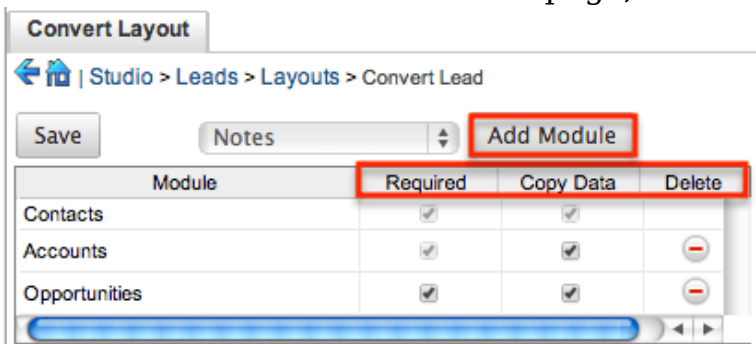 Convert Layout
| Studio > Leads > Layouts > Convert Lead
Save Notes Add Module
Module Required Copy Data Delete
Contacts
Accounts
Opportunities